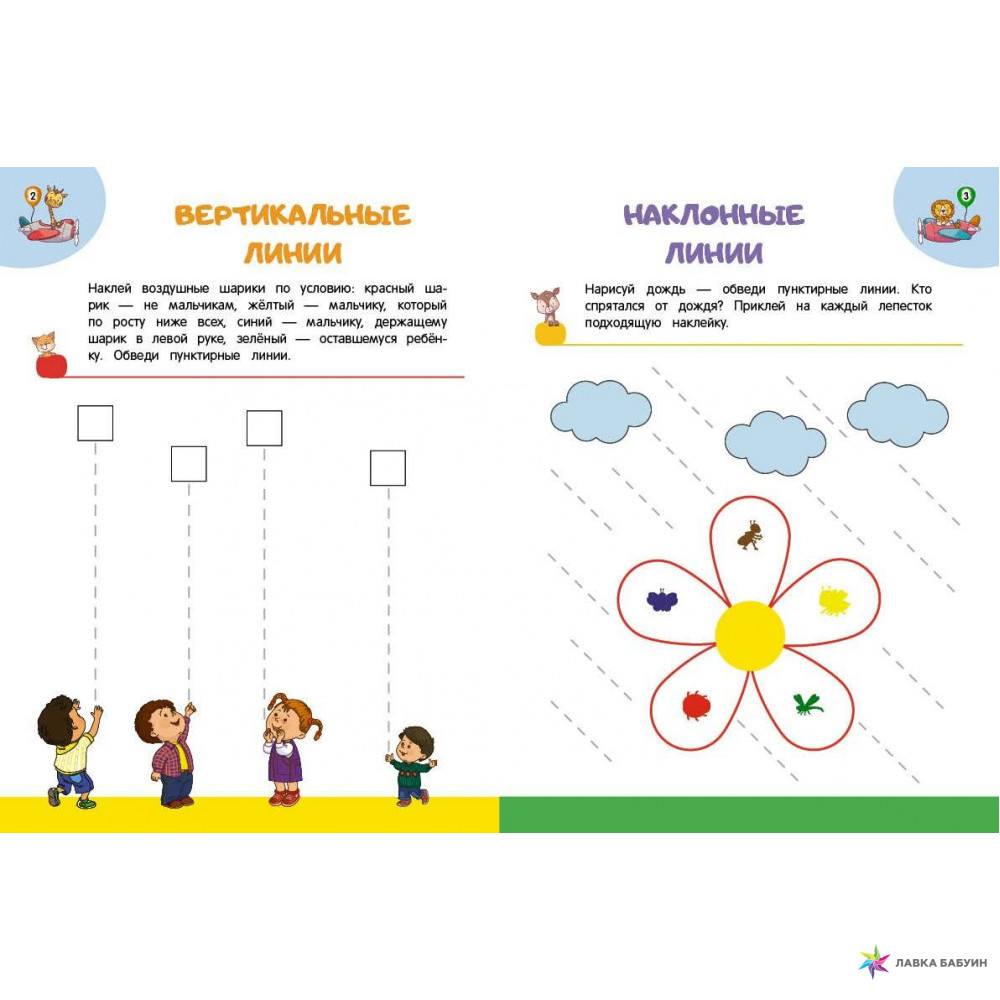 2
ВЕРТИКАЛЬНЫЕ
ЛИНИИ
Наклей воздушные шарики по условию: красный ша-
рик — не мальчикам, жёлтый — мальчику, который
по росту ниже всех, синий — мальчику, держащему
шарик в левой руке, зелёный — оставшемуся ребён-
ку. Обведи пунктирные линии.
3
НАКЛОННЫЕ
ЛИНИИ
Нарисуй дождь — обведи пунктирные линии. Кто
спрятался от дождя? Приклей на каждый лепесток
подходящую наклейку.
ЛАВКА БАБУИН